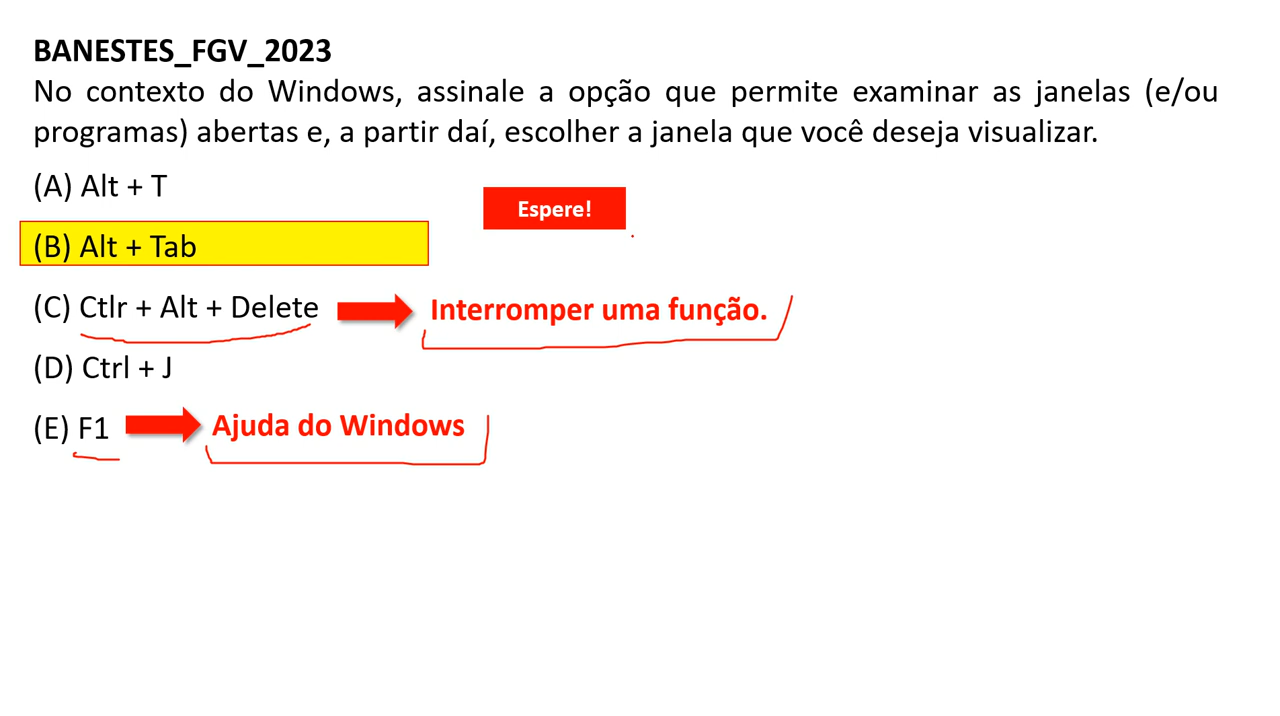 BANESTES_FGV_2023
No contexto do Windows, assinale a opção que permite examinar as janelas (e/ou
programas) abertas e, a partir daí, escolher a janela que você deseja visualizar.
(A) Alt + T
Espere!
(B) Alt + Tab
(C) Ctlr + Alt + Delete
Interromper uma função.
(D) Ctrl + J
(E) F1
Ajuda do Windows